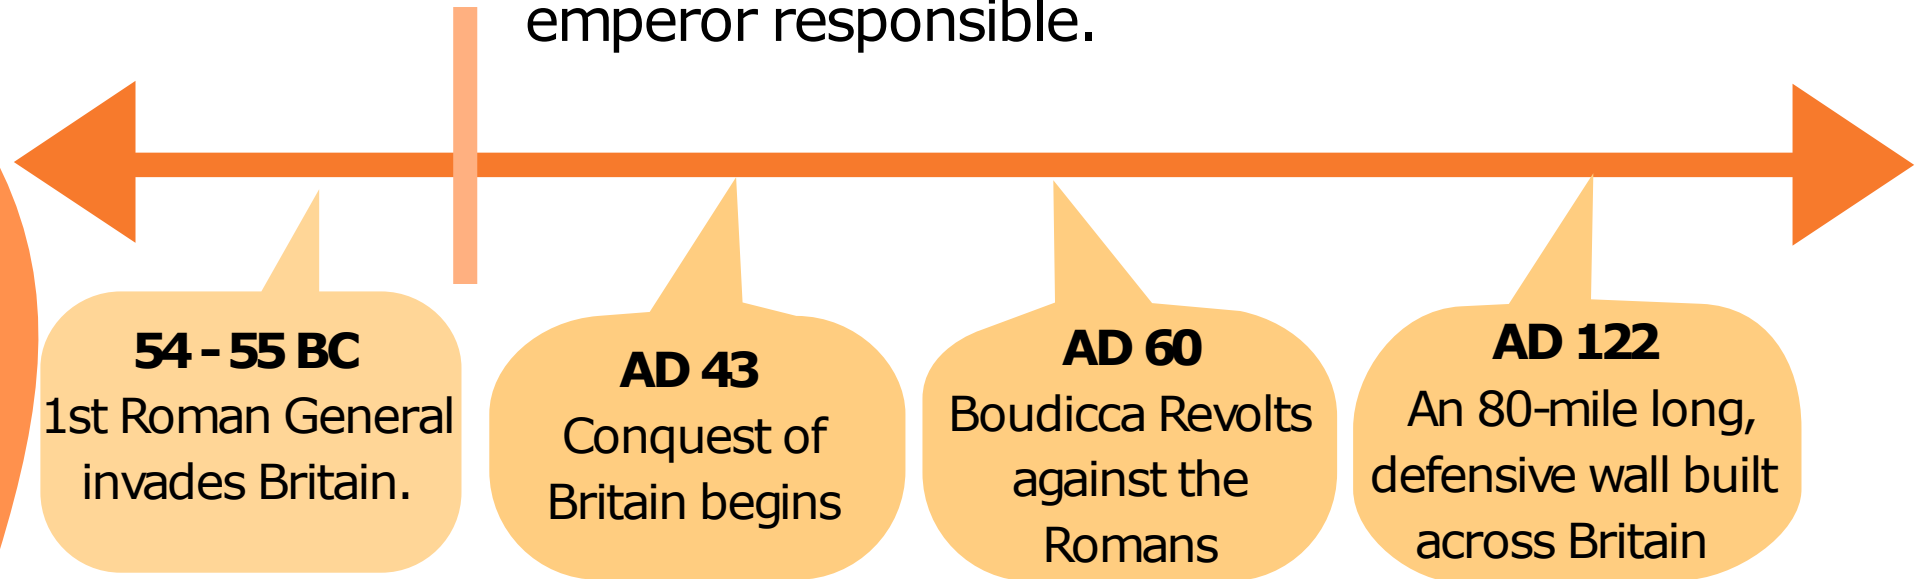 emperor responsible.
54 - 55 BC
1st Roman General
invades Britain.
AD 43
Conquest of
Britain begins
AD 60
Boudicca Revolts
against the
Romans
AD 122
An 80-mile long,
defensive wall built
across Britain